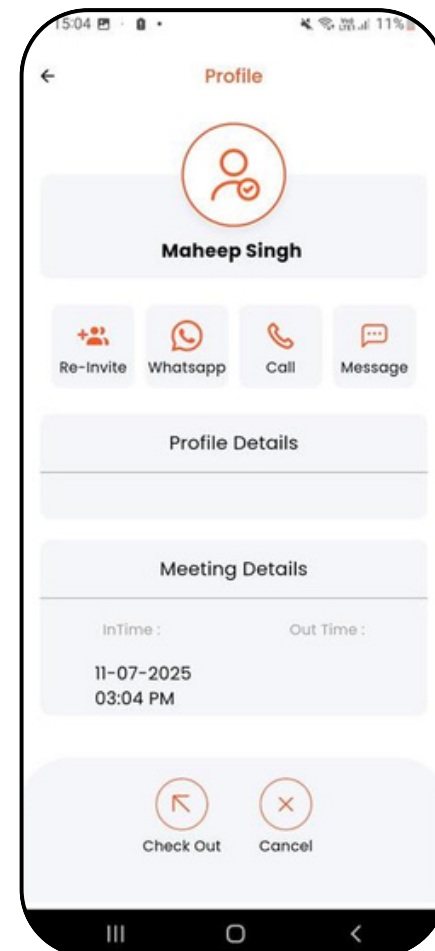 15:04
11%
Profile
Maheep Singh
Re-Invite Whatsapp Call Message
Profile Details
Meeting Details
InTime : Out Time :
11-07-2025
03:04 PM
Check Out Cancel